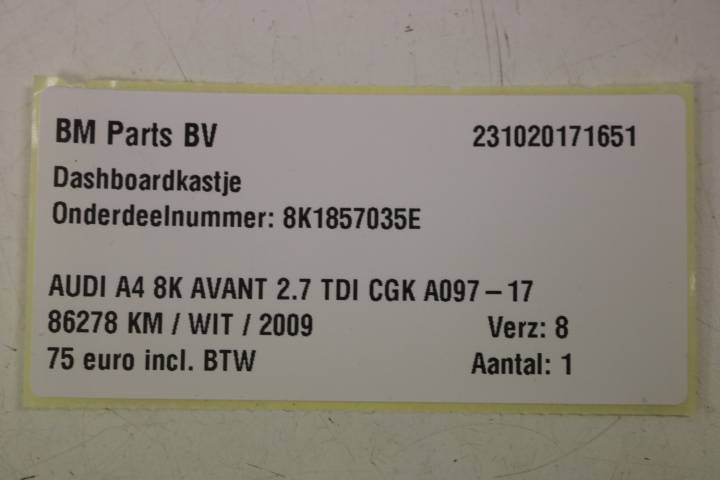 BM Parts BV 231020171651
Dashboardkastje
Onderdeelnummer: 8K1857035E
AUDI A4 8K AVANT 2.7 TDI CGK A097 – 17
86278 KM / WIT / 2009 Verz: 8
75 euro incl. BTW Aantal: 1